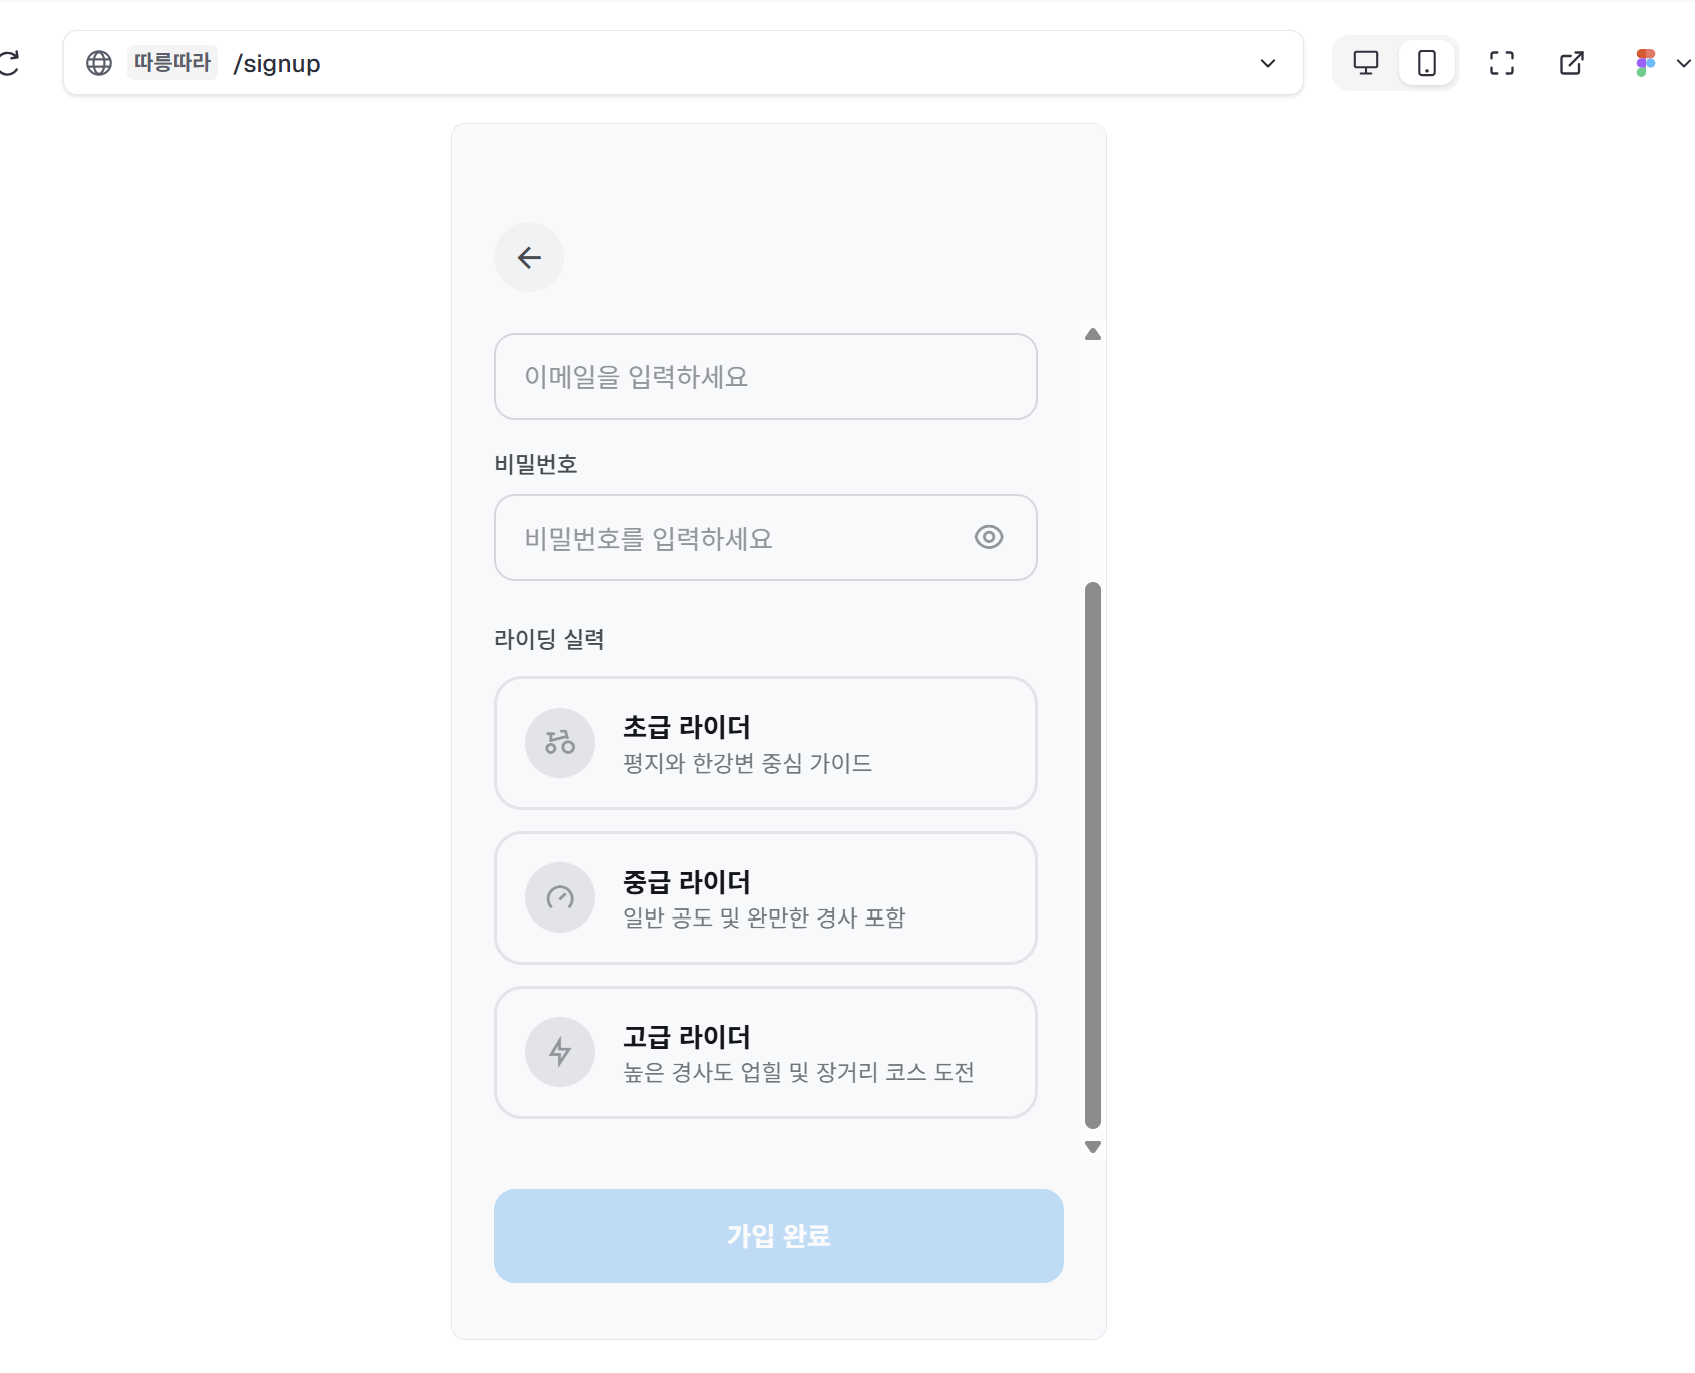 따릉따라 /signup
이메일을 입력하세요
비밀번호
비밀번호를 입력하세요
라이딩 실력
초급 라이더
평지와 한강변 중심 가이드
중급 라이더
일반 공도 및 완만한 경사 포함
고급 라이더
높은 경사도 업힐 및 장거리 코스 도전
가입 완료